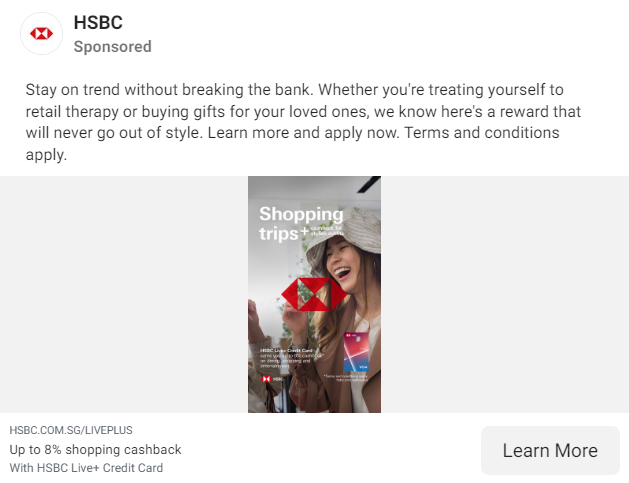 HSBC
Sponsored
Stay on trend without breaking the bank. Whether you're treating yourself to
retail therapy or buying gifts for your loved ones, we know here's a reward that
will never go out of style. Learn more and apply now. Terms and conditions
apply.
Shopping
trips+
HSBC Live+ Credit Card
HSBC
HSBC.COM.SG/LIVEPLUS
Up to 8% shopping cashback
With HSBC Live+ Credit Card
Learn More